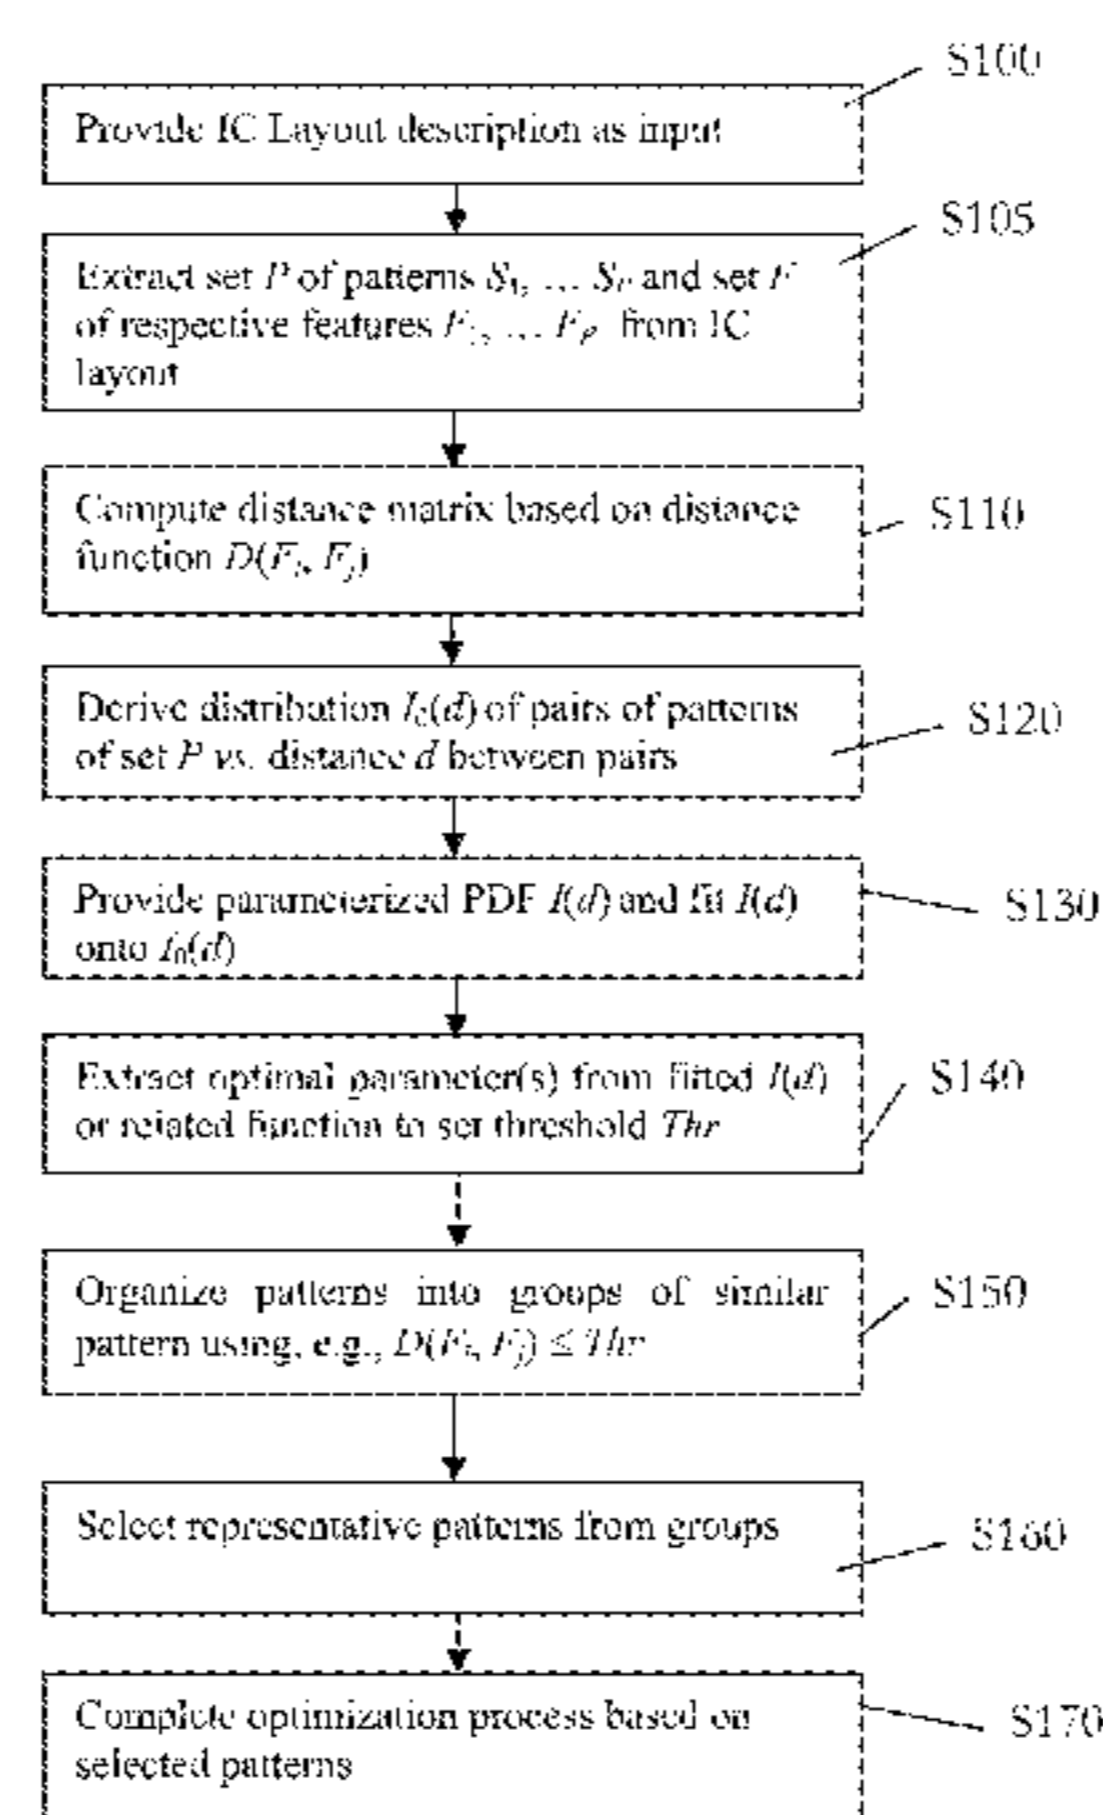 S100
Provide IC Layout description as input
S105
Extract set P of patterns S₁, … Sₚ and set F
of respective features F₁, … Fₚ from IC
layout
Compute distance matrix based on distance
function D(Fᵢ, Fⱼ)
S110
Derive distribution I₀(d) of pairs of patterns
of set P vs. distance d between pairs
S120
Provide parameterized PDF I(d) and fit I(d)
onto I₀(d)
S130
Extract optimal parameter(s) from fitted I(d)
or related function to set threshold Thr
S140
Organize patterns into groups of similar
pattern using, e.g., D(Fᵢ, Fⱼ) ≤ Thr
S150
Select representative patterns from groups
S160
Complete optimization process based on
selected patterns
S170